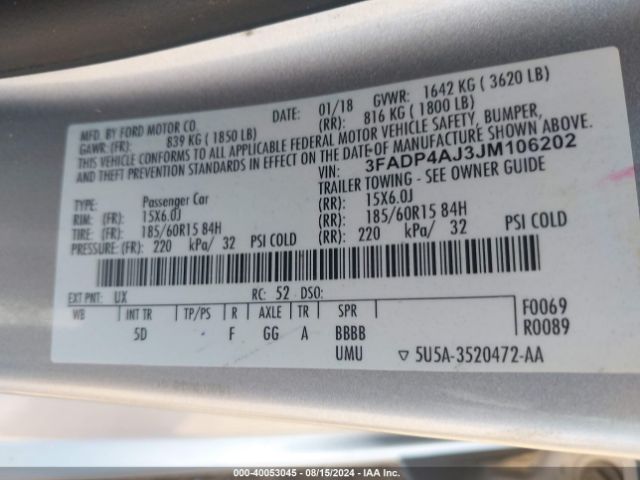 MFD. BY FORD MOTOR CO.
DATE: 01/18 GVWR: 1642 KG ( 3620 LB)
GAWR: (FR): 839 KG ( 1850 LB) (RR): 816 KG ( 1800 LB)
THIS VEHICLE CONFORMS TO ALL APPLICABLE FEDERAL MOTOR VEHICLE SAFETY, BUMPER,
AND THEFT PREVENTION STANDARDS IN EFFECT ON THE DATE OF MANUFACTURE SHOWN ABOVE.
VIN: 3FADP4AJ3JM106202
TYPE: Passenger Car TRAILER TOWING - SEE OWNER GUIDE
RIM: (FR): 15X6.0J (RR): 15X6.0J
TIRE: (FR): 185/60R15 84H (RR): 185/60R15 84H
PRESSURE: (FR): 220 kPa/ 32 PSI COLD (RR): 220 kPa/ 32 PSI COLD
EXT PNT: UX RC: 52 DSO:
WB INT TR TP/PS R AXLE TR SPR F0069
5D F GG A BBBB R0089
UMU ▽ 5U5A-3520472-AA
000-40053045 - 08/15/2024 - IAA Inc.